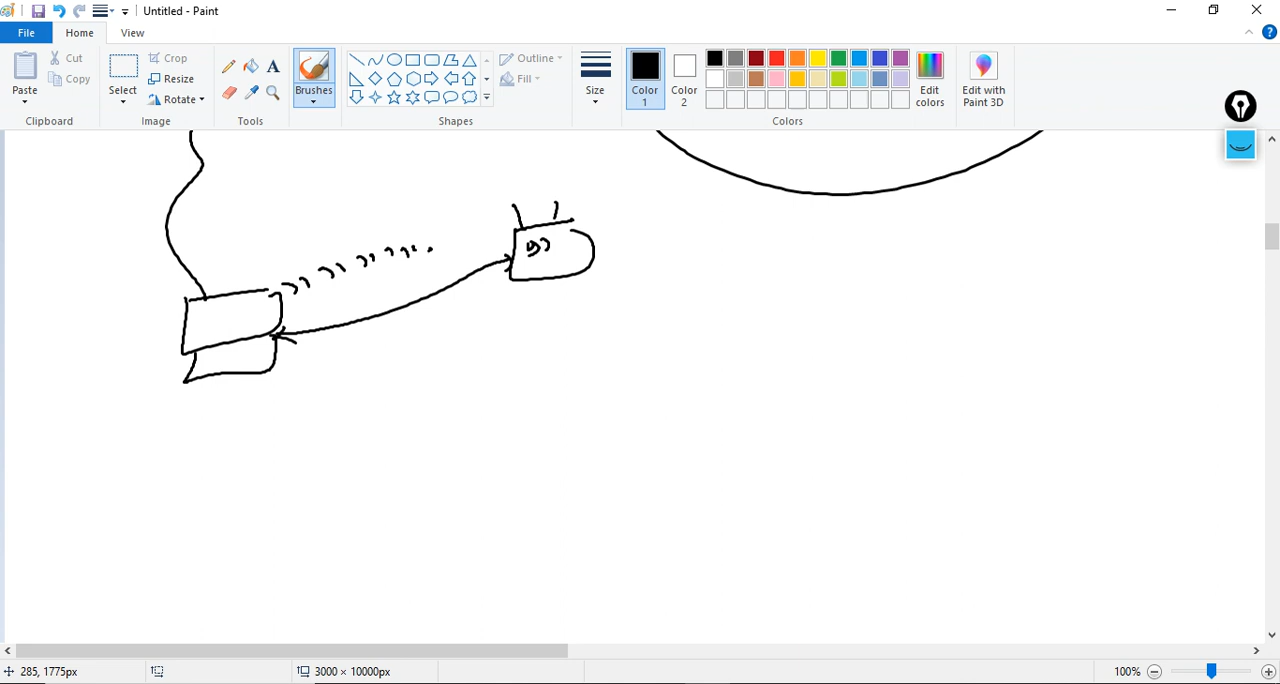 Untitled - Paint
File
Home
View
Paste
Cut
Copy
Clipboard
Select
Crop
Resize
Rotate
Image
A
Tools
Brushes
Outline
Fill
Shapes
Size
Color 1
Color 2
Edit colors
Edit with Paint 3D
Colors
285, 1775px
3000 × 10000px
100%